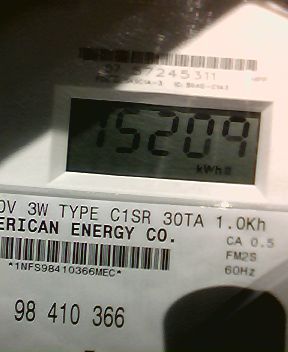 67245311
15209
kWh
0V 3W TYPE C1SR 30TA 1.0Kh
ERICAN ENERGY CO.
CA 0.5
*1NFS98410366MEC*
FM2S
60Hz
98 410 366